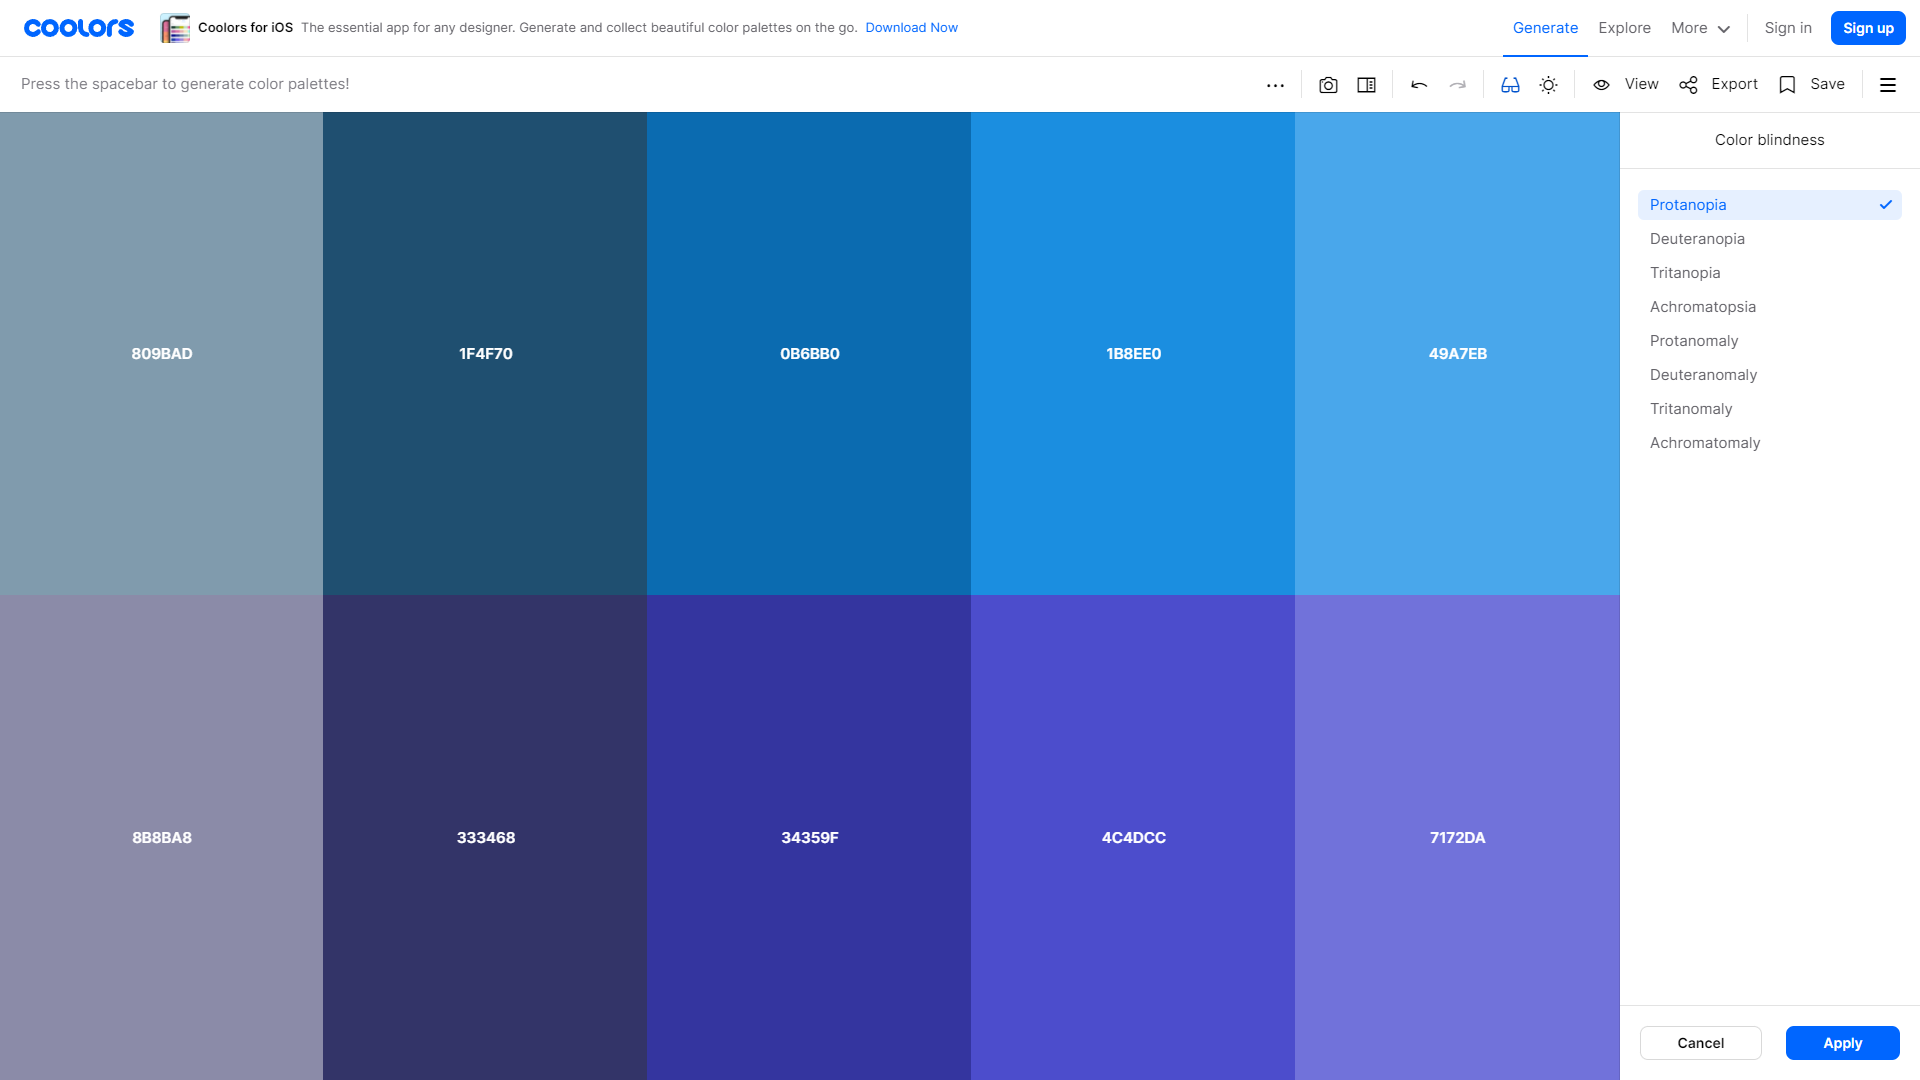 coolors
Coolors for iOS The essential app for any designer. Generate and collect beautiful color palettes on the go. Download Now
Generate
Explore
More
Sign in
Sign up
Press the spacebar to generate color palettes!
View
Export
Save
809BAD
1F4F70
0B6BB0
1B8EE0
49A7EB
8B8BA8
333468
34359F
4C4DCC
7172DA
Color blindness
Protanopia
Deuteranopia
Tritanopia
Achromatopsia
Protanomaly
Deuteranomaly
Tritanomaly
Achromatomaly
Cancel
Apply